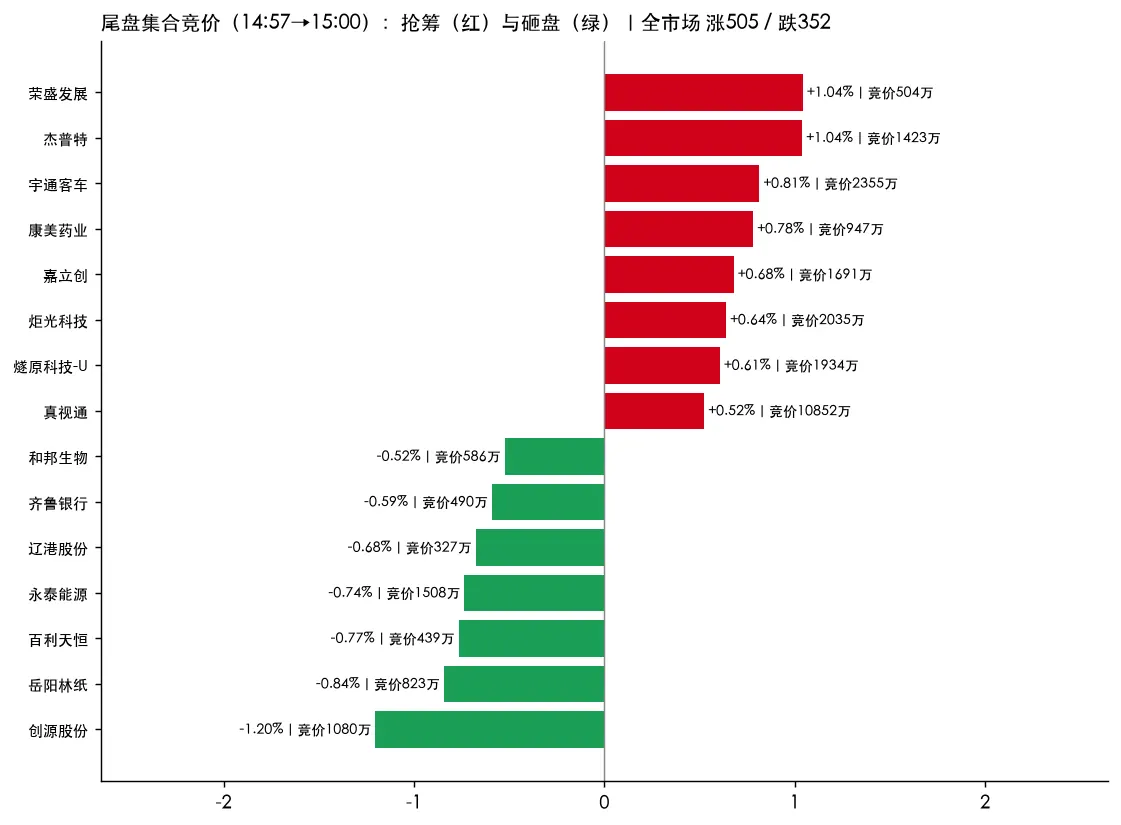 尾盘集合竞价（14:57→15:00）：抢筹（红）与砸盘（绿）| 全市场 涨505 / 跌352
荣盛发展 +1.04% | 竞价504万
杰普特 +1.04% | 竞价1423万
宇通客车 +0.81% | 竞价2355万
康美药业 +0.78% | 竞价947万
嘉立创 +0.68% | 竞价1691万
炬光科技 +0.64% | 竞价2035万
燧原科技-U +0.61% | 竞价1934万
真视通 +0.52% | 竞价10852万
和邦生物 -0.52% | 竞价586万
齐鲁银行 -0.59% | 竞价490万
辽港股份 -0.68% | 竞价327万
永泰能源 -0.74% | 竞价1508万
百利天恒 -0.77% | 竞价439万
岳阳林纸 -0.84% | 竞价823万
创源股份 -1.20% | 竞价1080万
-2 -1 0 1 2